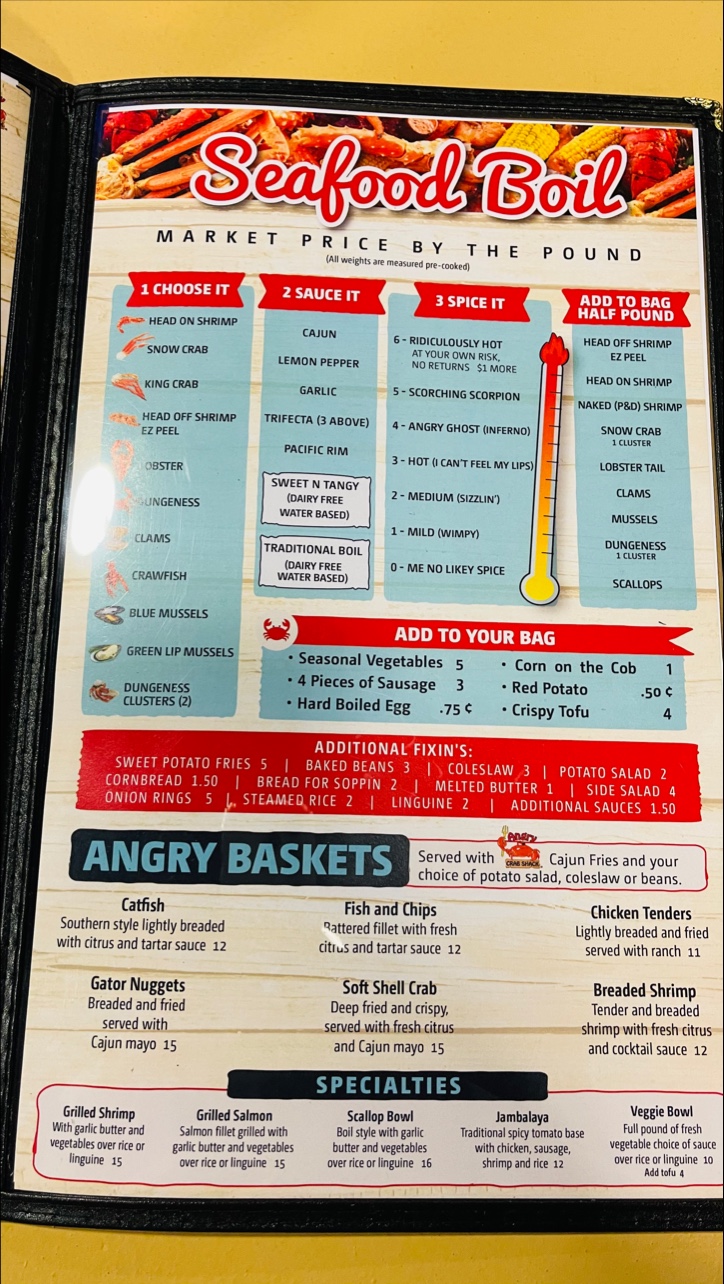 Seafood Boil
MARKET PRICE BY THE POUND
(All weights are measured pre-cooked)
1 CHOOSE IT
HEAD ON SHRIMP
SNOW CRAB
KING CRAB
HEAD OFF SHRIMP
EZ PEEL
OBSTER
UNGENESS
CLAMS
CRAWFISH
BLUE MUSSELS
GREEN LIP MUSSELS
DUNGENESS
CLUSTERS (2)
2 SAUCE IT
CAJUN
LEMON PEPPER
GARLIC
TRIFECTA (3 ABOVE)
PACIFIC RIM
SWEET N TANGY
(DAIRY FREE
WATER BASED)
TRADITIONAL BOIL
(DAIRY FREE
WATER BASED)
3 SPICE IT
6 - RIDICULOUSLY HOT
AT YOUR OWN RISK,
NO RETURNS $1 MORE
5 - SCORCHING SCORPION
4 - ANGRY GHOST (INFERNO)
3 - HOT (I CAN'T FEEL MY LIPS)
2 - MEDIUM (SIZZLIN')
1 - MILD (WIMPY)
0 - ME NO LIKEY SPICE
ADD TO BAG
HALF POUND
HEAD OFF SHRIMP
EZ PEEL
HEAD ON SHRIMP
NAKED (P&D) SHRIMP
SNOW CRAB
1 CLUSTER
LOBSTER TAIL
CLAMS
MUSSELS
DUNGENESS
1 CLUSTER
SCALLOPS
ADD TO YOUR BAG
• Seasonal Vegetables 5
• 4 Pieces of Sausage 3
• Hard Boiled Egg .75 ¢
• Corn on the Cob 1
• Red Potato .50 ¢
• Crispy Tofu 4
ADDITIONAL FIXIN'S:
SWEET POTATO FRIES 5 | BAKED BEANS 3 | COLESLAW 3 | POTATO SALAD 2
CORNBREAD 1.50 | BREAD FOR SOPPIN 2 | MELTED BUTTER 1 | SIDE SALAD 4
ONION RINGS 5 | STEAMED RICE 2 | LINGUINE 2 | ADDITIONAL SAUCES 1.50
ANGRY BASKETS
Served with Angry CRAB SHACK Cajun Fries and your
choice of potato salad, coleslaw or beans.
Catfish
Southern style lightly breaded
with citrus and tartar sauce 12
Fish and Chips
Battered fillet with fresh
citrus and tartar sauce 12
Chicken Tenders
Lightly breaded and fried
served with ranch 11
Gator Nuggets
Breaded and fried
served with
Cajun mayo 15
Soft Shell Crab
Deep fried and crispy,
served with fresh citrus
and Cajun mayo 15
Breaded Shrimp
Tender and breaded
shrimp with fresh citrus
and cocktail sauce 12
SPECIALTIES
Grilled Shrimp
With garlic butter and
vegetables over rice or
linguine 15
Grilled Salmon
Salmon fillet grilled with
garlic butter and vegetables
over rice or linguine 15
Scallop Bowl
Boil style with garlic
butter and vegetables
over rice or linguine 16
Jambalaya
Traditional spicy tomato base
with chicken, sausage,
shrimp and rice 12
Veggie Bowl
Full pound of fresh
vegetable choice of sauce
over rice or linguine 10
Add tofu 4